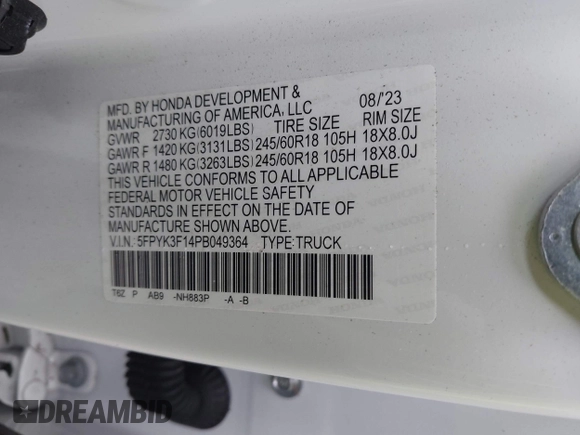 MFD. BY HONDA DEVELOPMENT &
MANUFACTURING OF AMERICA, LLC 08/'23
GVWR 2730 KG(6019LBS) TIRE SIZE RIM SIZE
GAWR F 1420 KG(3131LBS) 245/60R18 105H 18X8.0J
GAWR R 1480 KG(3263LBS) 245/60R18 105H 18X8.0J
THIS VEHICLE CONFORMS TO ALL APPLICABLE
FEDERAL MOTOR VEHICLE SAFETY
STANDARDS IN EFFECT ON THE DATE OF
MANUFACTURE SHOWN ABOVE.
V.I.N.: 5FPYK3F14PB049364 TYPE:TRUCK
T6Z P AB9 -NH883P -A -B
DREAMBID